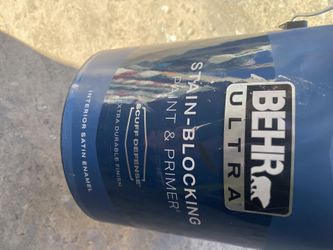 BEHR
ULTRA
STAIN-BLOCKING
PAINT & PRIMER
SCUFF DEFENSE
EXTRA DURABLE FINISH
INTERIOR SATIN ENAMEL